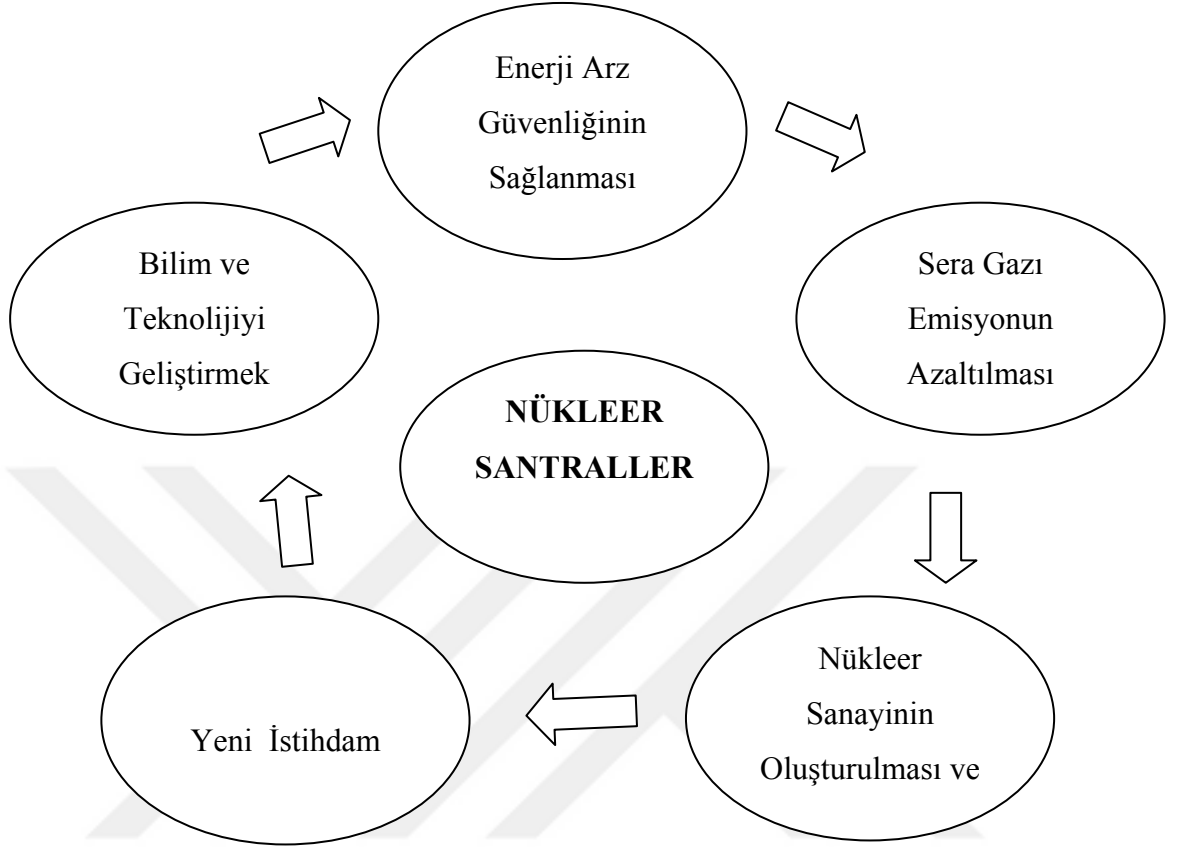 Enerji Arz
Güvenliğinin
Sağlanması
Sera Gazı
Emisyonun
Azaltılması
Nükleer
Sanayinin
Oluşturulması ve
Yeni İstihdam
Bilim ve
Teknolijiyi
Geliştirmek
NÜKLEER
SANTRALLER